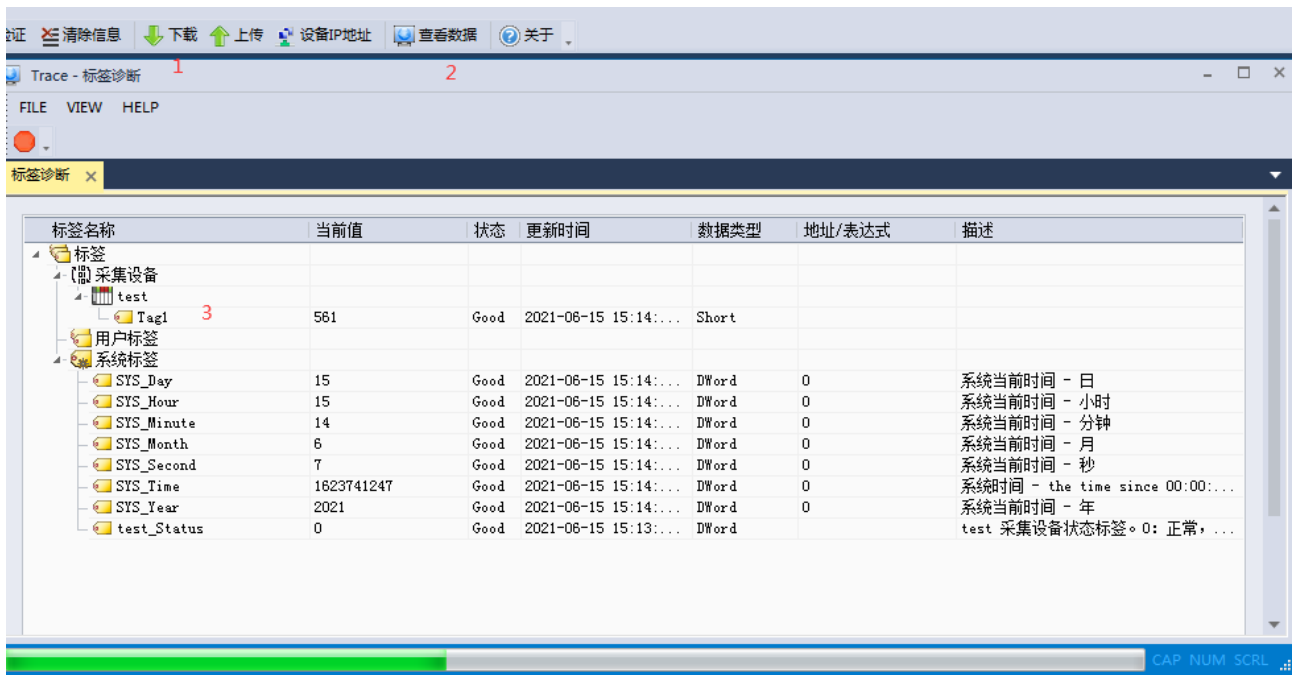 验证 清除信息 下载 上传 设备IP地址 查看数据 关于
1 2
Trace - 标签诊断
FILE VIEW HELP
标签诊断
标签名称 当前值 状态 更新时间 数据类型 地址/表达式 描述
标签
采集设备
test
Tag1 3 561 Good 2021-06-15 15:14:... Short
用户标签
系统标签
SYS_Day 15 Good 2021-06-15 15:14:... DWord 0 系统当前时间 - 日
SYS_Hour 15 Good 2021-06-15 15:14:... DWord 0 系统当前时间 - 小时
SYS_Minute 14 Good 2021-06-15 15:14:... DWord 0 系统当前时间 - 分钟
SYS_Month 6 Good 2021-06-15 15:14:... DWord 0 系统当前时间 - 月
SYS_Second 7 Good 2021-06-15 15:14:... DWord 0 系统当前时间 - 秒
SYS_Time 1623741247 Good 2021-06-15 15:14:... DWord 0 系统时间 - the time since 00:00:...
SYS_Year 2021 Good 2021-06-15 15:14:... DWord 0 系统当前时间 - 年
test_Status 0 Good 2021-06-15 15:13:... DWord test 采集设备状态标签。0: 正常, ...
CAP NUM SCRL